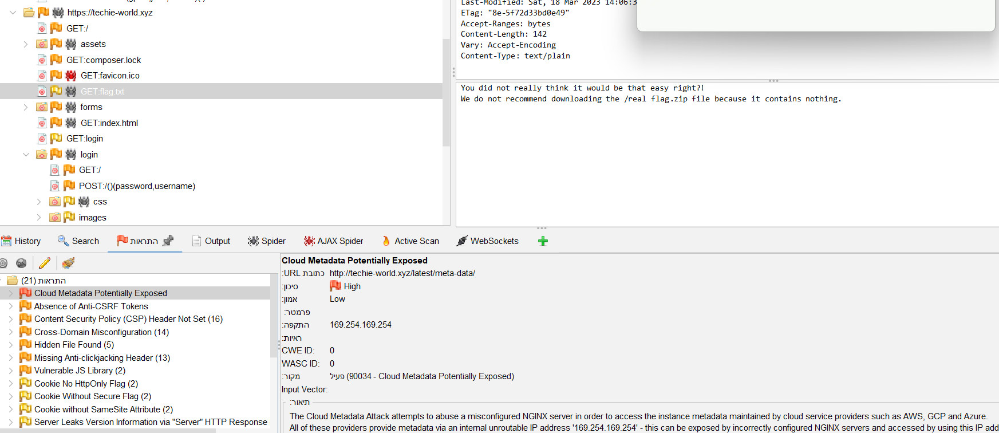 https://techie-world.xyz
GET:/
assets
GET:composer.lock
GET:favicon.ico
GET:flag.txt
forms
GET:index.html
GET:login
login
GET:/
POST:/()(password,username)
css
images
Last-Modified: Sat, 18 Mar 2023 14:06:3
ETag: "8e-5f72d33bd0e49"
Accept-Ranges: bytes
Content-Length: 142
Vary: Accept-Encoding
Content-Type: text/plain
You did not really think it would be that easy right?!
We do not recommend downloading the /real flag.zip file because it contains nothing.
History Search התראות Output Spider AJAX Spider Active Scan WebSockets
התראות (21)
Cloud Metadata Potentially Exposed
Absence of Anti-CSRF Tokens
Content Security Policy (CSP) Header Not Set (16)
Cross-Domain Misconfiguration (14)
Hidden File Found (5)
Missing Anti-clickjacking Header (13)
Vulnerable JS Library (2)
Cookie No HttpOnly Flag (2)
Cookie Without Secure Flag (2)
Cookie without SameSite Attribute (2)
Server Leaks Version Information via "Server" HTTP Response
Cloud Metadata Potentially Exposed
כתובת URL: http://techie-world.xyz/latest/meta-data/
סיכון: High
אמון: Low
פרמטר:
התקפה: 169.254.169.254
ראיות:
CWE ID: 0
WASC ID: 0
מקור: פעיל (90034 - Cloud Metadata Potentially Exposed)
Input Vector:
תיאור:
The Cloud Metadata Attack attempts to abuse a misconfigured NGINX server in order to access the instance metadata maintained by cloud service providers such as AWS, GCP and Azure.
All of these providers provide metadata via an internal unroutable IP address '169.254.169.254' - this can be exposed by incorrectly configured NGINX servers and accessed by using this IP add